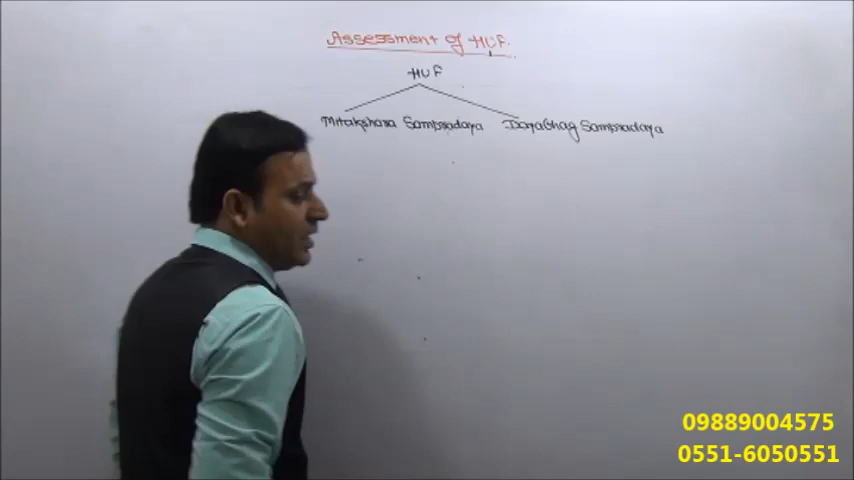 Assessment of HUF.
HUF
Mitakshara Sampradaya Dayabhag Sampradaya
09889004575
0551-6050551